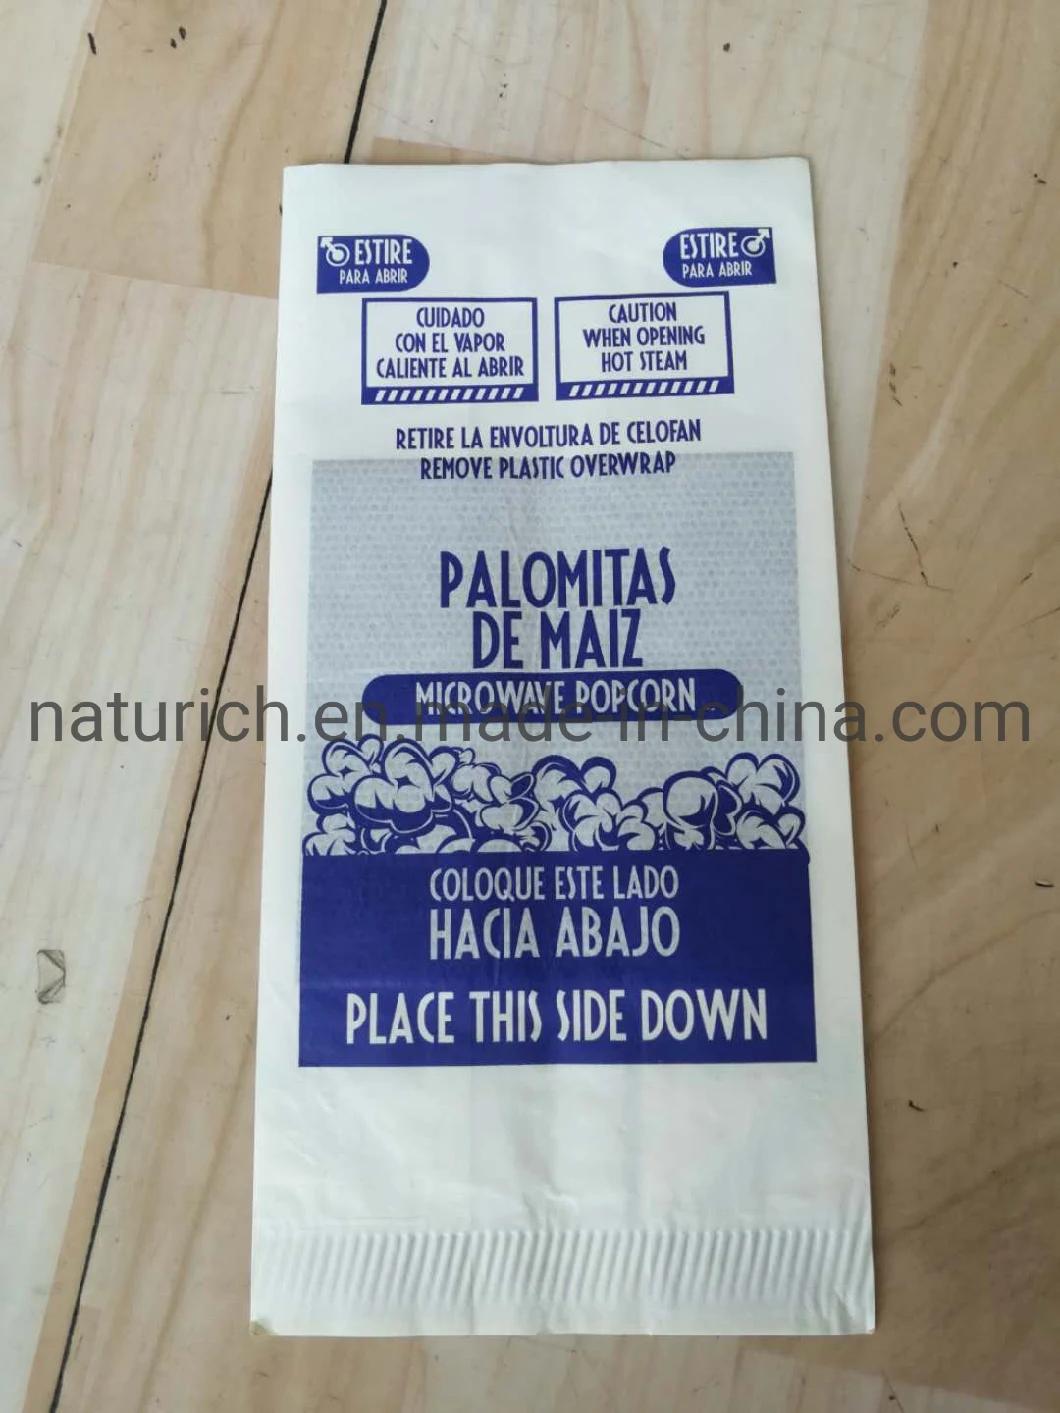 ESTIRE
PARA ABRIR
ESTIRE
PARA ABRIR
CUIDADO
CON EL VAPOR
CALIENTE AL ABRIR
CAUTION
WHEN OPENING
HOT STEAM
RETIRE LA ENVOLTURA DE CELOFAN
REMOVE PLASTIC OVERWRAP
PALOMITAS
DE MAIZ
MICROWAVE POPCORN
naturich.en.made-in-china.com
COLOQUE ESTE LADO
HACIA ABAJO
PLACE THIS SIDE DOWN